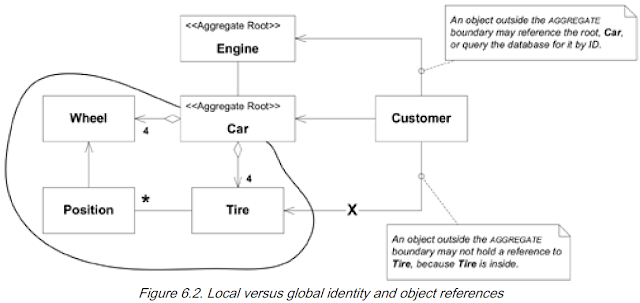 <<Aggregate Root>>
Engine
An object outside the AGGREGATE
boundary may reference the root, Car,
or query the database for it by ID.
Wheel
4
<<Aggregate Root>>
Car
Customer
4
Position
*
Tire
X
An object outside the AGGREGATE
boundary may not hold a reference to
Tire, because Tire is inside.
Figure 6.2. Local versus global identity and object references